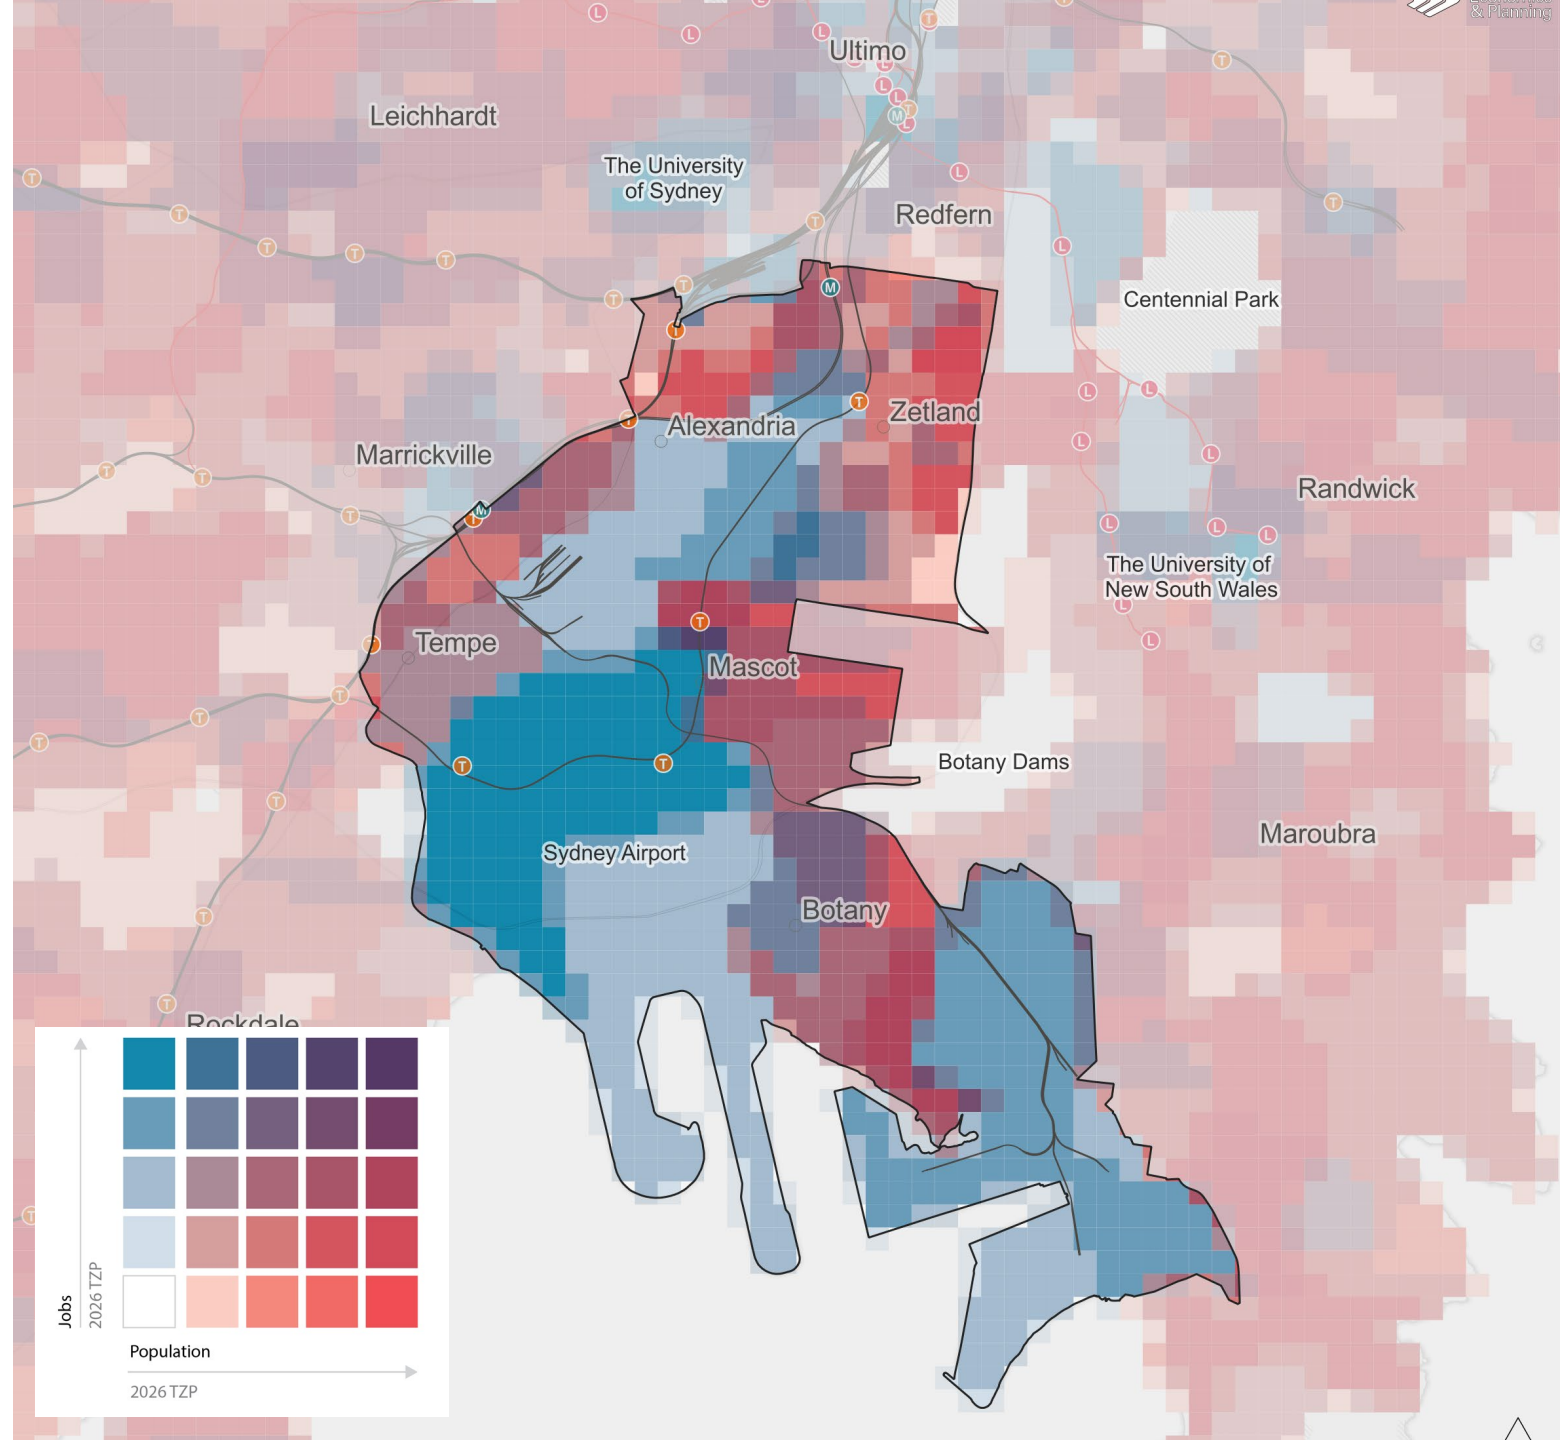 & Planning
Ultimo
Leichhardt
The University
of Sydney
Redfern
Centennial Park
Alexandria
Zetland
Marrickville
Randwick
The University of
New South Wales
Tempe
Mascot
Botany Dams
Maroubra
Sydney Airport
Botany
Rockdale
Jobs
2026 TZP
Population
2026 TZP